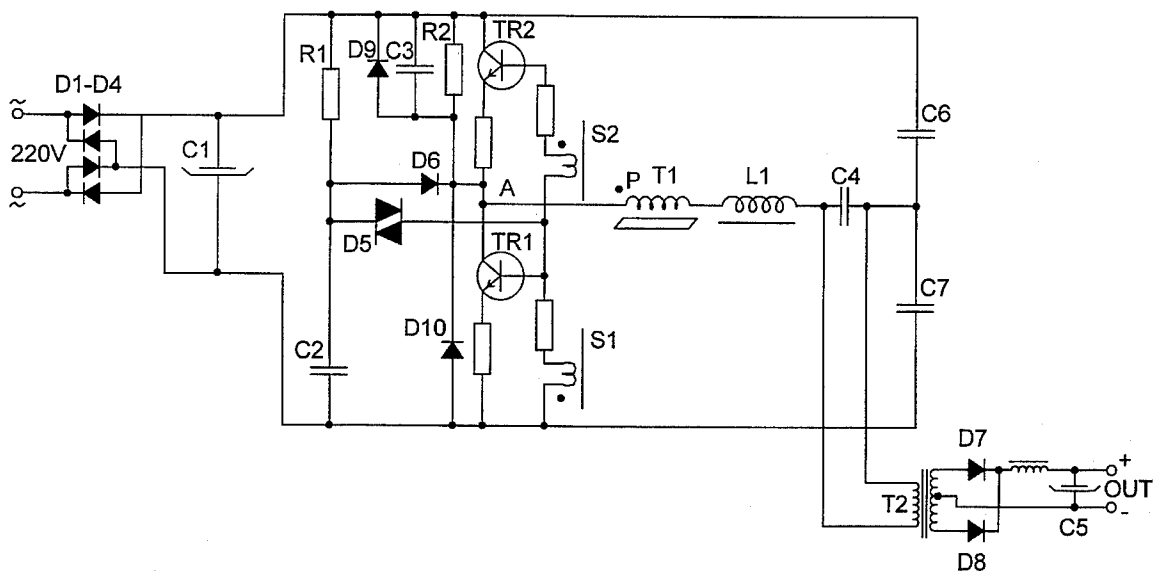 TR2
R1
D9
C3
R2
~
D1-D4
C6
C1
S2
220V
D6
A
P
T1
L1
C4
~
D5
TR1
C7
C2
D10
S1
D7
+
T2
OUT
C5
-
D8